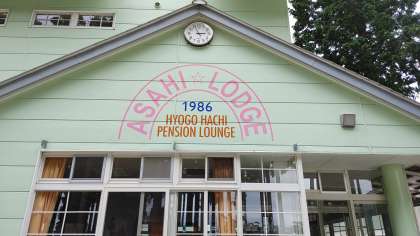 ASAHI ☆ LODGE
1986
HYOGO HACHI
PENSION LOUNGE